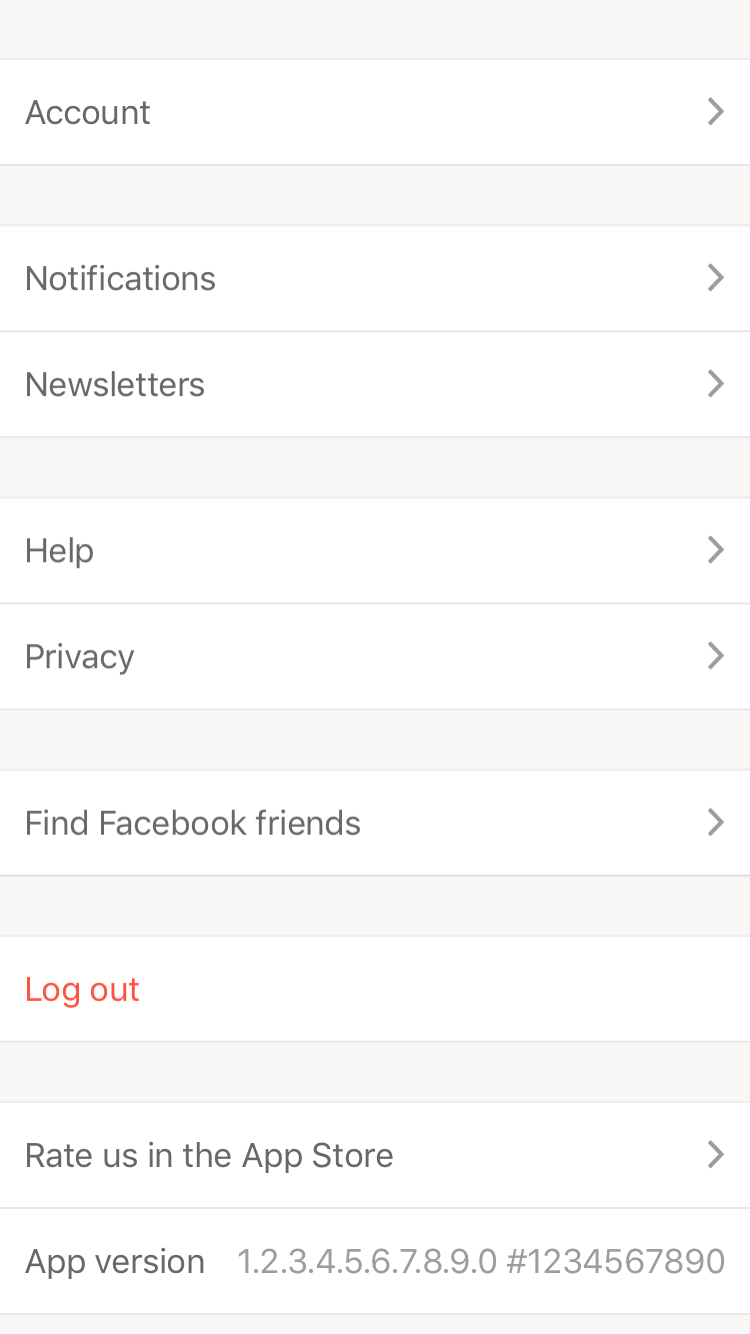 Account
Notifications
Newsletters
Help
Privacy
Find Facebook friends
Log out
Rate us in the App Store
App version 1.2.3.4.5.6.7.8.9.0 #1234567890